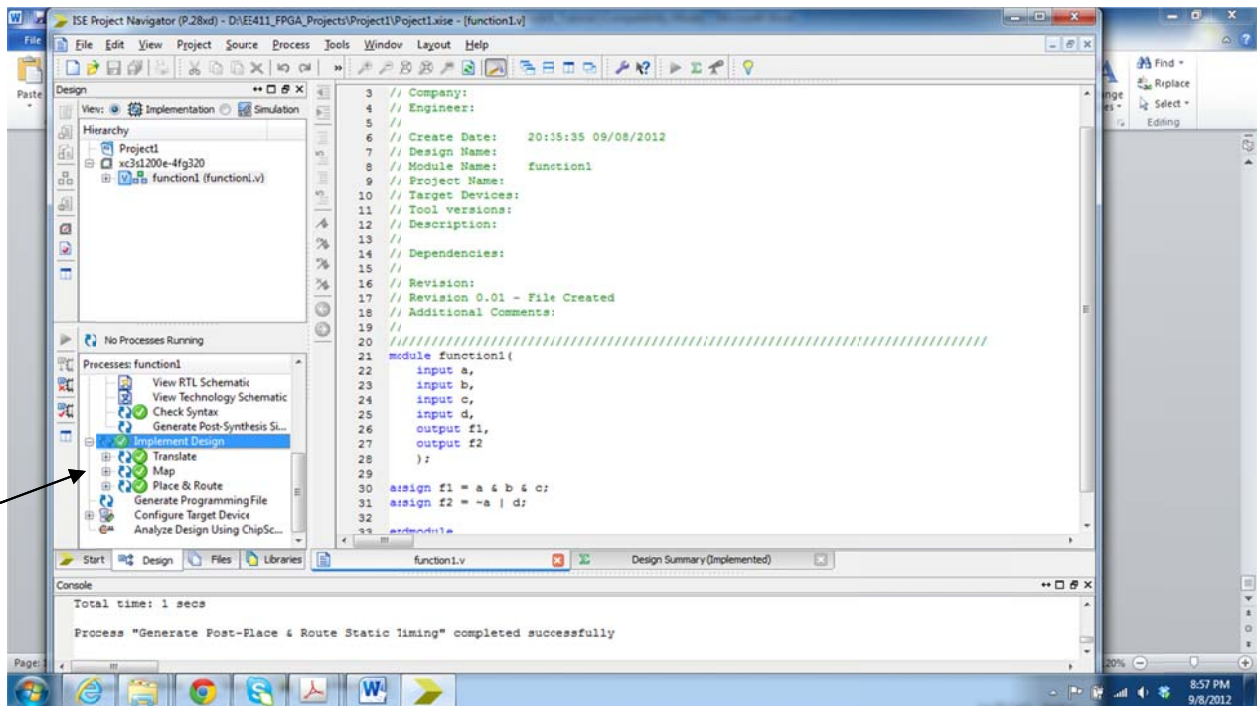 ISE Project Navigator (P.28xd) - D:\EE411_FPGA_Projects\Project1\Poject1.xise - [function1.v]
File
File Edit View Project Source Process Tools Window Layout Help
Paste
Find
Replace
Select
Editing
Design
View: Implementation Simulation
Hierarchy
Project1
xc3s1200e-4fg320
function1 (function1.v)
No Processes Running
Processes: function1
View RTL Schematic
View Technology Schematic
Check Syntax
Generate Post-Synthesis Si...
Implement Design
Translate
Map
Place & Route
Generate Programming File
Configure Target Device
Analyze Design Using ChipSc...
Start Design Files Libraries
3 // Company:
4 // Engineer:
5 //
6 // Create Date: 20:35:35 09/08/2012
7 // Design Name:
8 // Module Name: function1
9 // Project Name:
10 // Target Devices:
11 // Tool versions:
12 // Description:
13 //
14 // Dependencies:
15 //
16 // Revision:
17 // Revision 0.01 - File Created
18 // Additional Comments:
19 //
20 //////////////////////////////////////////////////////////////////////////////////
21 module function1(
22 input a,
23 input b,
24 input c,
25 input d,
26 output f1,
27 output f2
28 );
29
30 assign f1 = a & b & c;
31 assign f2 = ~a | d;
32
33 endmodule
function1.v Design Summary (Implemented)
Console
Total time: 1 secs
Process "Generate Post-Place & Route Static Timing" completed successfully
Page:
20%
8:57 PM
9/8/2012